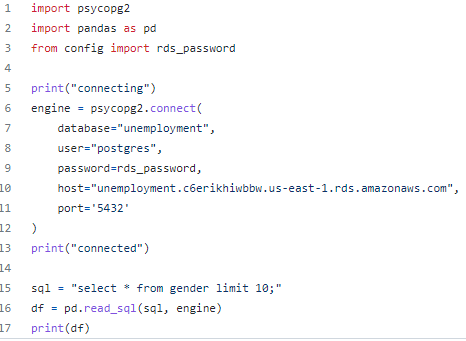 1 import psycopg2
2 import pandas as pd
3 from config import rds_password
4
5 print("connecting")
6 engine = psycopg2.connect(
7     database="unemployment",
8     user="postgres",
9     password=rds_password,
10     host="unemployment.c6erikhiwbbw.us-east-1.rds.amazonaws.com",
11     port='5432'
12 )
13 print("connected")
14
15 sql = "select * from gender limit 10;"
16 df = pd.read_sql(sql, engine)
17 print(df)